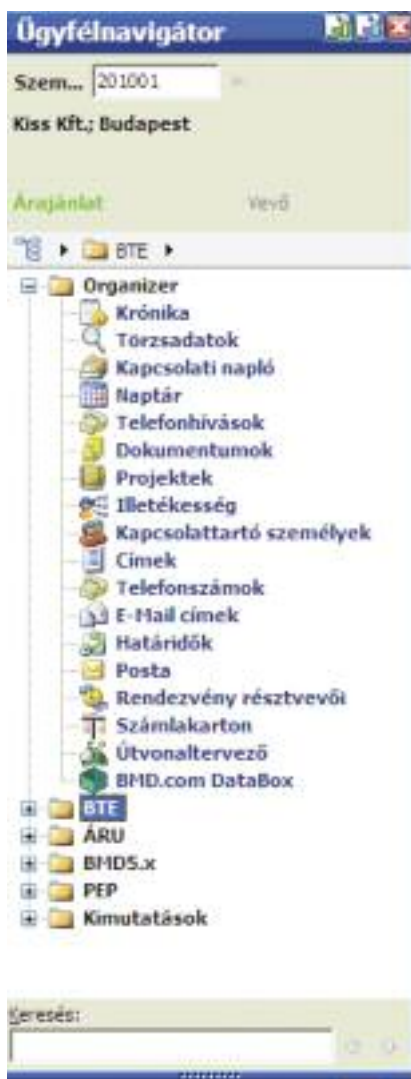 Ügyfélnavigátor
Szem... 201001
Kiss Kft.; Budapest
Árajánlat Vevő
BTE
Organizer
Krónika
Törzsadatok
Kapcsolati napló
Naptár
Telefonhívások
Dokumentumok
Projektek
Illetékesség
Kapcsolattartó személyek
Címek
Telefonszámok
E-Mail címek
Határidők
Posta
Rendezvény résztvevői
Számlakarton
Útvonaltervező
BMD.com DataBox
BTE
ÁRU
BMD5.x
PEP
Kimutatások
Keresés: